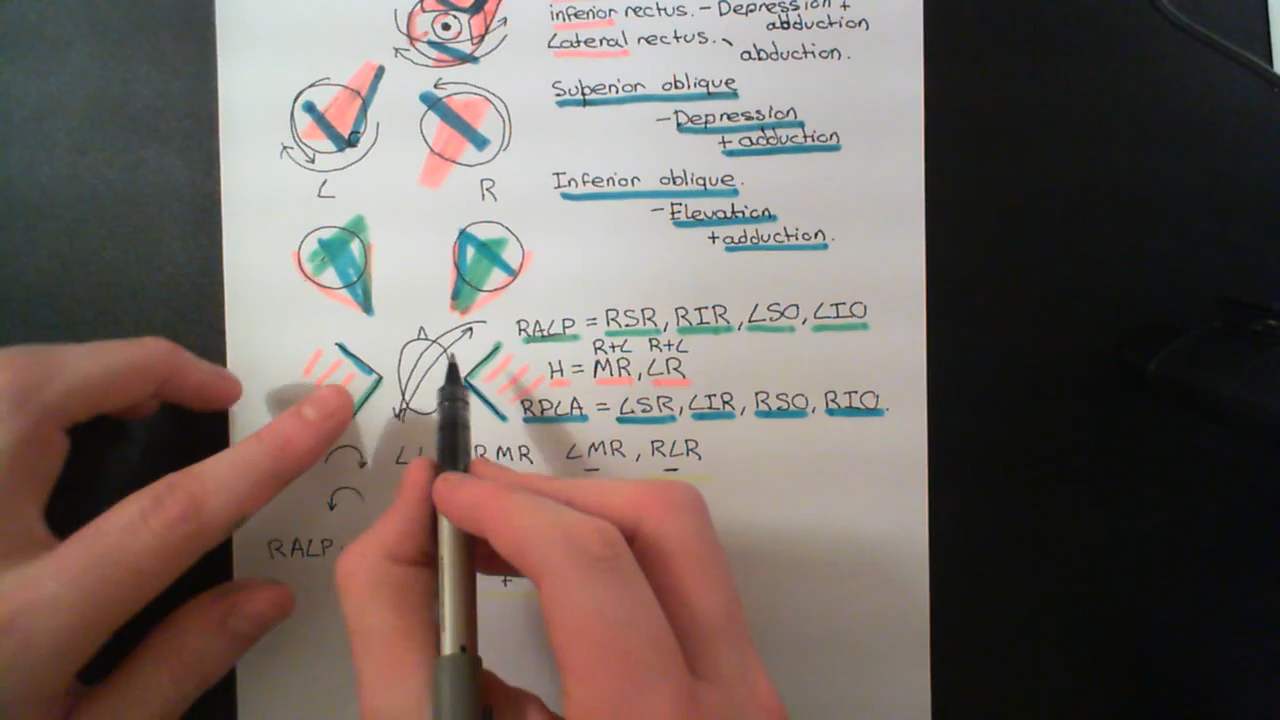 inferior rectus. - Depression +
abduction
Lateral rectus. \ abduction.
Superior oblique
- Depression
+ adduction
L R
Inferior oblique.
- Elevation
+adduction.
RALP = RSR, RIR, LSO, LIO
R+L R+L
A
H = MR, LR
RPLA = LSR, LIR, RSO, RIO.
RMR LMR, RLR
RALP
+